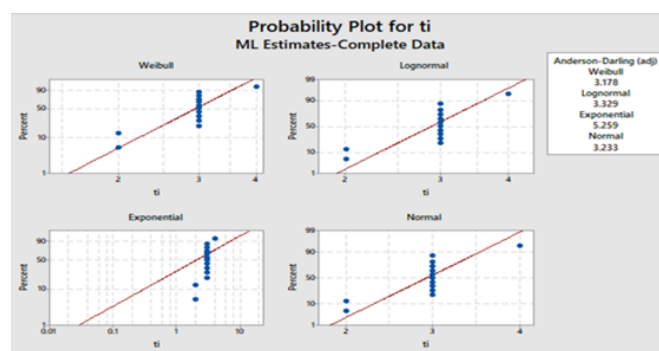 Probability Plot for ti
ML Estimates-Complete Data
Weibull
Lognormal
Anderson-Darling (adj)
Weibull
3.178
Lognormal
3.329
Exponential
5.259
Normal
3.233
Percent
90
50
10
1
2
3
4
ti
Percent
99
90
50
10
1
2
3
4
ti
Exponential
Normal
Percent
90
50
10
1
0.01
0.1
1
10
ti
Percent
99
90
50
10
1
2
3
4
ti